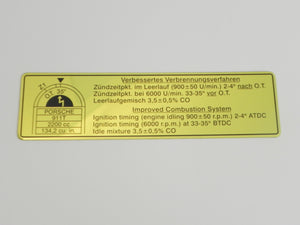 Z1
O.T. 35°
PORSCHE
911T
2200 cc
134,2 cu. in.
Verbessertes Verbrennungsverfahren
Zündzeitpkt. im Leerlauf (900±50 U/min.) 2-4° nach O.T.
Zündzeitpkt. bei 6000 U/min. 33-35° vor O.T.
Leerlaufgemisch 3,5±0,5% CO
Improved Combustion System
Ignition timing (engine idling 900±50 r.p.m.) 2-4° ATDC
Ignition timing (6000 r.p.m.) at 33-35° BTDC
Idle mixture 3,5±0,5% CO